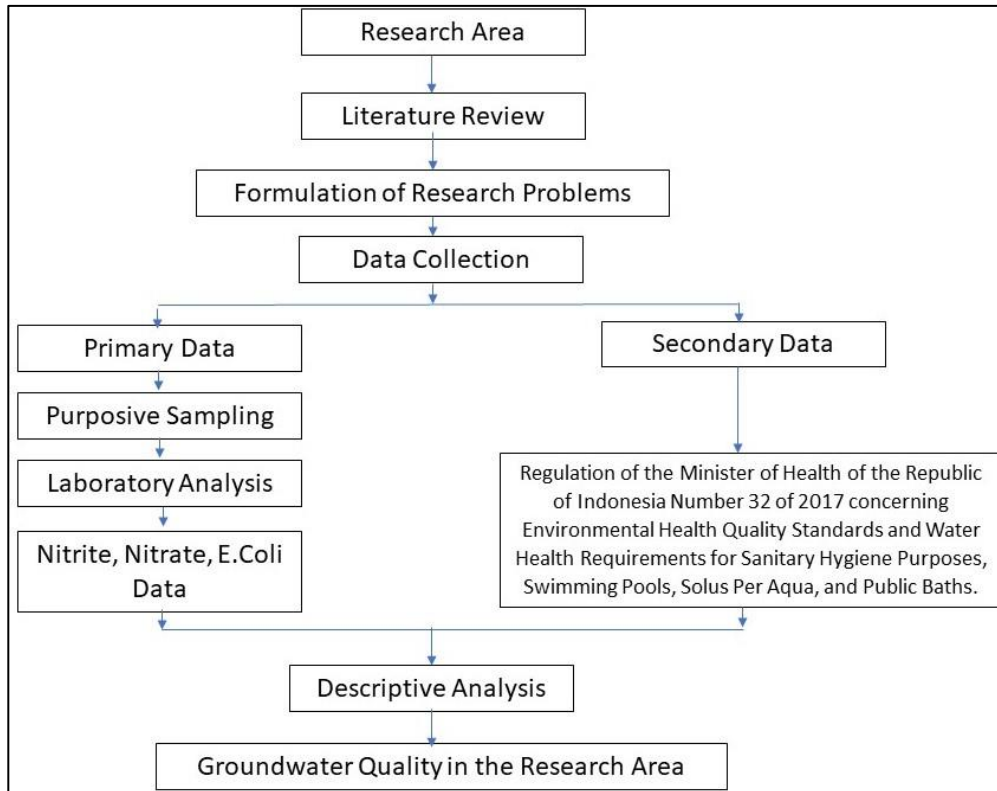 Research Area
Literature Review
Formulation of Research Problems
Data Collection
Primary Data
Secondary Data
Purposive Sampling
Laboratory Analysis
Nitrite, Nitrate, E.Coli
Data
Regulation of the Minister of Health of the Republic
of Indonesia Number 32 of 2017 concerning
Environmental Health Quality Standards and Water
Health Requirements for Sanitary Hygiene Purposes,
Swimming Pools, Solus Per Aqua, and Public Baths.
Descriptive Analysis
Groundwater Quality in the Research Area